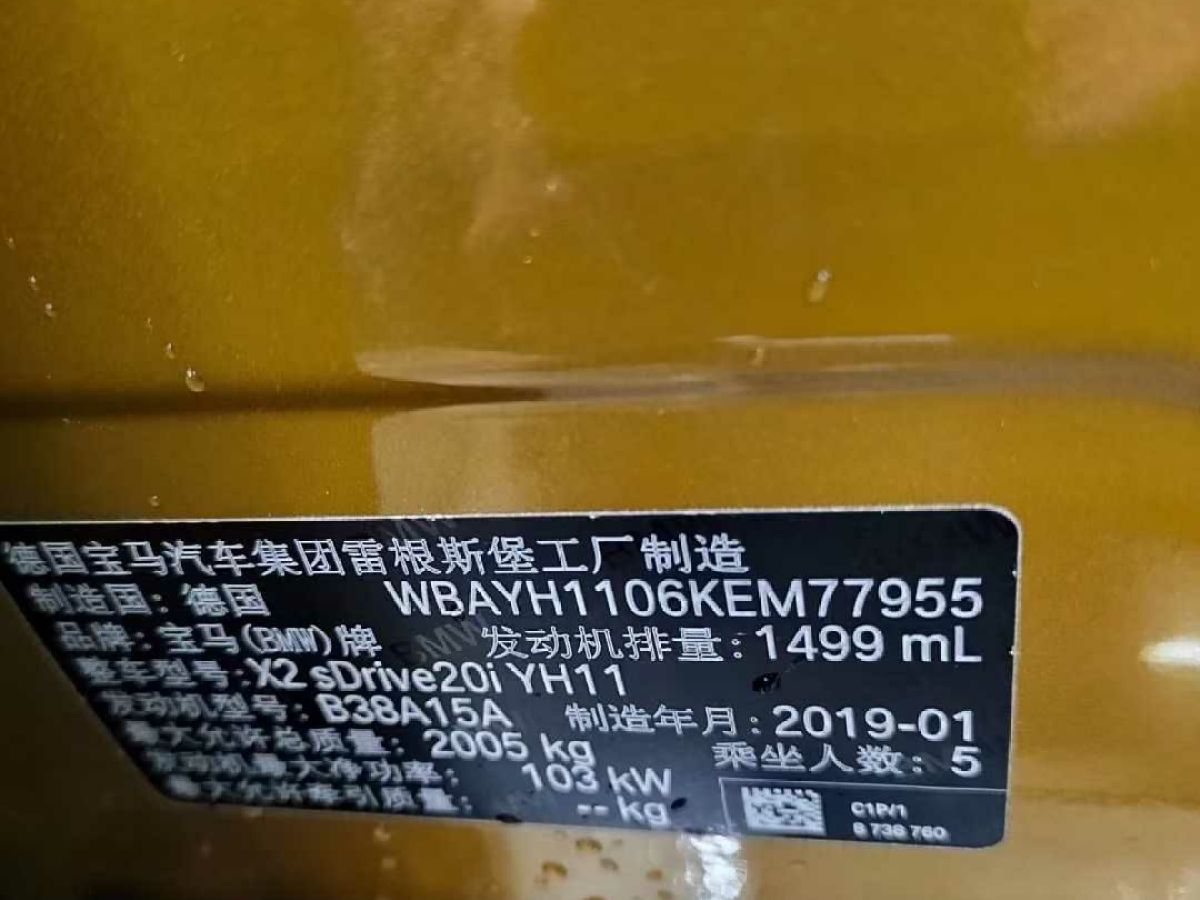 德国宝马汽车集团雷根斯堡工厂制造
制造国：德国 WBAYH1106KEM77955
品牌：宝马(BMW)牌 发动机排量：1499 mL
整车型号：X2 sDrive20i YH11
发动机型号：B38A15A 制造年月：2019-01
最大允许总质量：2005 kg 乘坐人数：5
发动机最大净功率：103 kW
最大允许牵引质量：-- kg
C1P/1
8 738 760